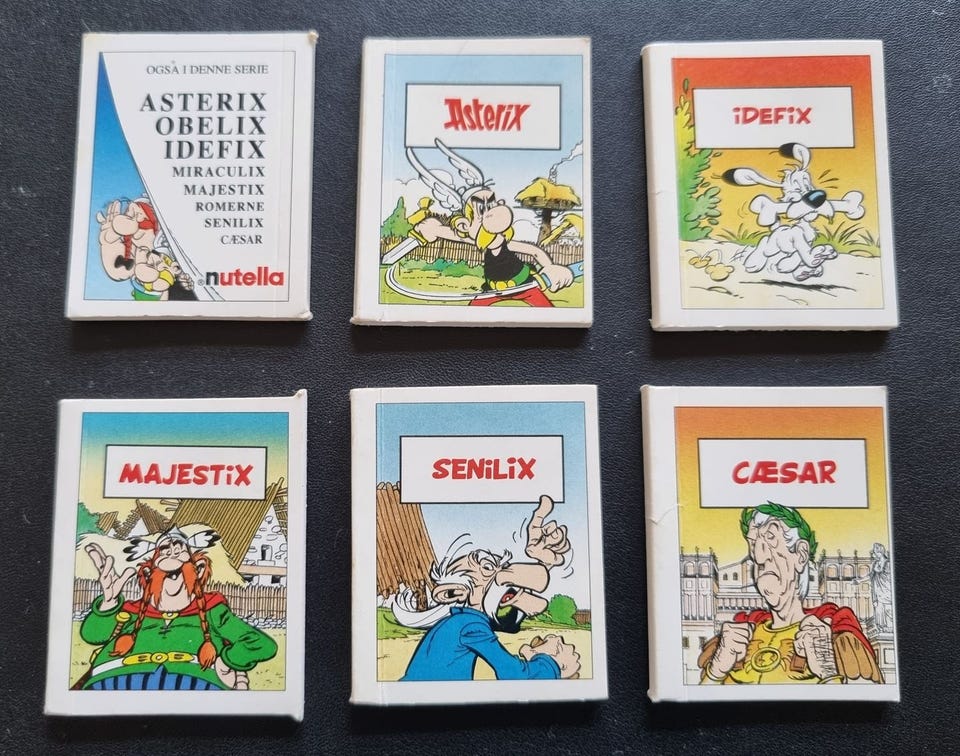 OGSÅ I DENNE SERIE
ASTERIX
OBELIX
IDEFIX
MIRACULIX
MAJESTIX
ROMERNE
SENILIX
CÆSAR
®nutella
Asterix
iDEFiX
MAJESTiX
SENiLiX
CÆSAR